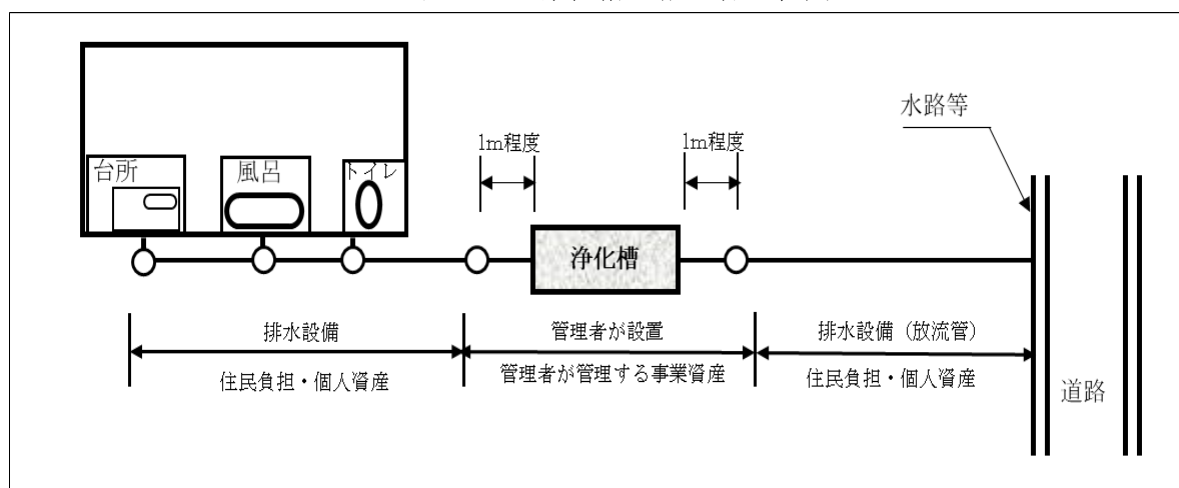 水路等
1m程度
1m程度
台所
風呂
トイレ
浄化槽
排水設備
管理者が設置
排水設備（放流管）
住民負担・個人資産
管理者が管理する事業資産
住民負担・個人資産
道路